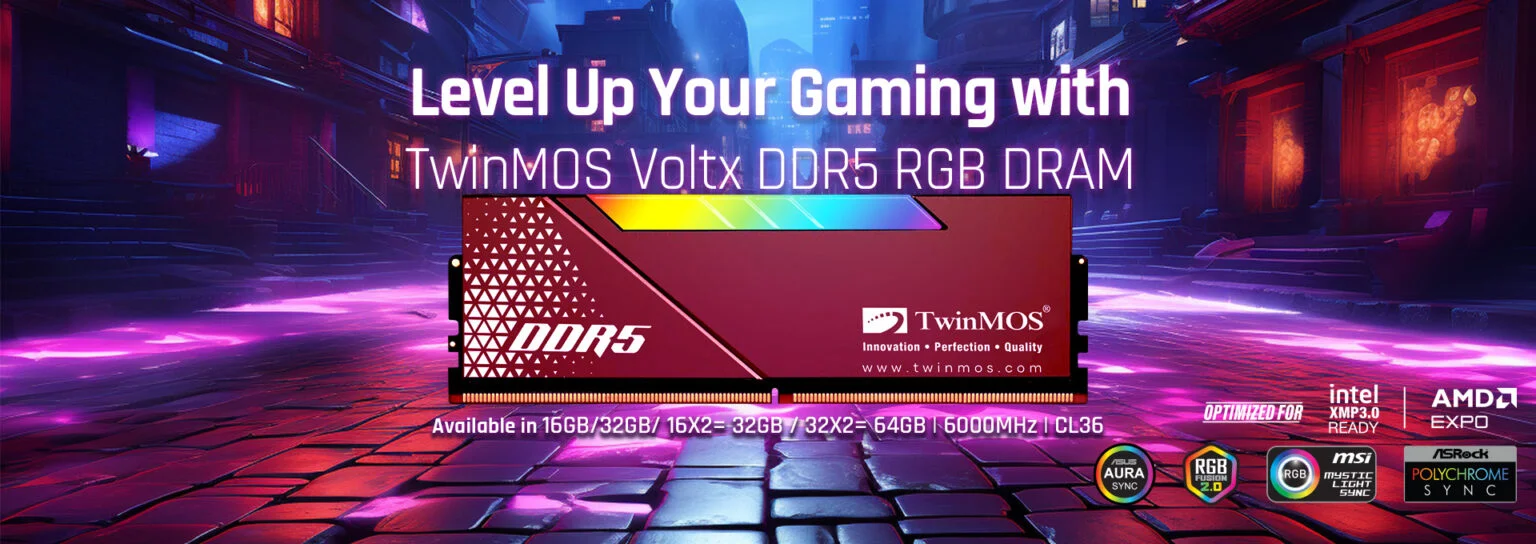 Level Up Your Gaming with
TwinMOS Voltx DDR5 RGB DRAM
DDR5
TwinMOS®
Innovation • Perfection • Quality
www.twinmos.com
Available in 16GB/32GB/ 16X2= 32GB / 32X2= 64GB | 6000MHz | CL36
OPTIMIZED FOR
intel
XMP3.0
READY
AMD
EXPO
ASUS
AURA
SYNC
RGB
FUSION
2.0
RGB
msi
MYSTIC
LIGHT
SYNC
ASRock
POLYCHROME
SYNC